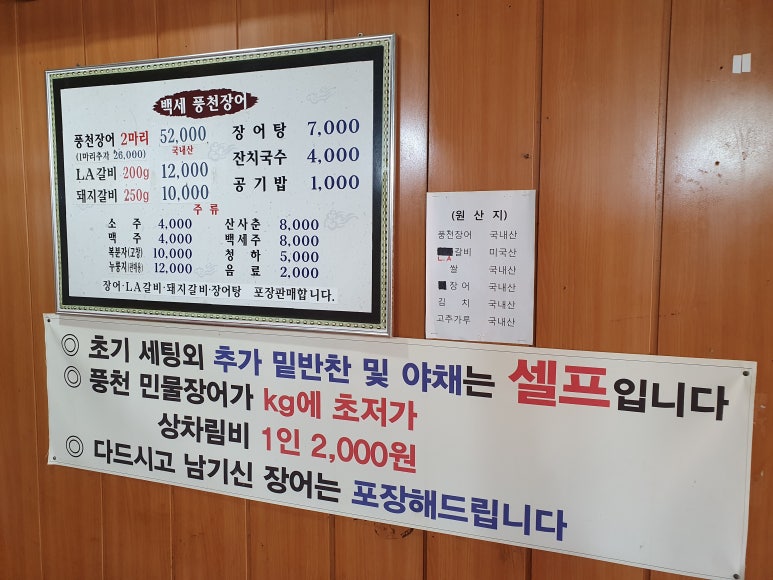 백세 풍천장어
풍천장어 2마리 52,000
(1마리추자 26,000) 국내산
LA갈비 200g 12,000
돼지갈비 250g 10,000
장어탕 7,000
잔치국수 4,000
공기밥 1,000
주류
소주 4,000
맥주 4,000
복분자(고창) 10,000
누룽지(판매용) 12,000
산사춘 8,000
백세주 8,000
청하 5,000
음료 2,000
장어·LA갈비·돼지갈비·장어탕 포장판매합니다.
(원산지)
풍천장어 국내산
갈비 미국산
L.A
쌀 국내산
장어 국내산
김치 국내산
고추가루 국내산
◎ 초기 세팅외 추가 밑반찬 및 야채는 셀프입니다
◎ 풍천 민물장어가 kg에 초저가
상차림비 1인 2,000원
◎ 다드시고 남기신 장어는 포장해드립니다